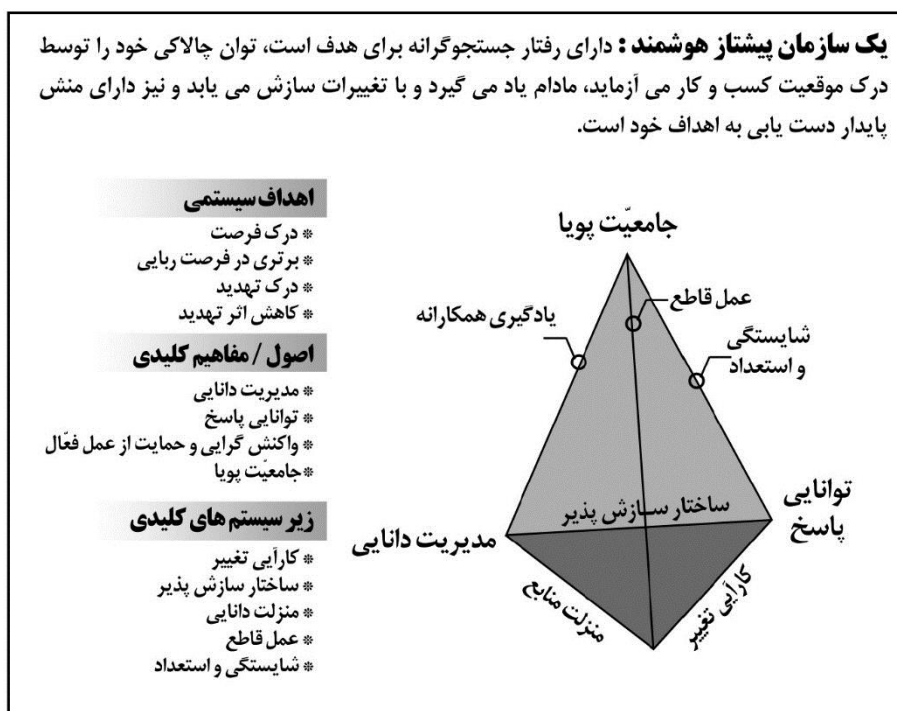 یک سازمان پیشتاز هوشمند : دارای رفتار جستجوگرانه برای هدف است، توان چالاکی خود را توسط
درک موقعیت کسب و کار می آزماید، مادام یاد می گیرد و با تغییرات سازش می یابد و نیز دارای منش
پایدار دست یابی به اهداف خود است.
جامعیّت پویا
عمل قاطع
یادگیری همکارانه
شایستگی
و استعداد
توانایی
پاسخ
ساختار سازش پذیر
مدیریت دانایی
منزلت منابع
کارآیی تغییر
اهداف سیستمی
* درک فرصت
* برتری در فرصت ربایی
* درک تهدید
* کاهش اثر تهدید
اصول / مفاهیم کلیدی
* مدیریت دانایی
* توانایی پاسخ
* واکنش گرایی و حمایت از عمل فعّال
* جامعیّت پویا
زیر سیستم های کلیدی
* کارآیی تغییر
* ساختار سازش پذیر
* منزلت دانایی
* عمل قاطع
* شایستگی و استعداد